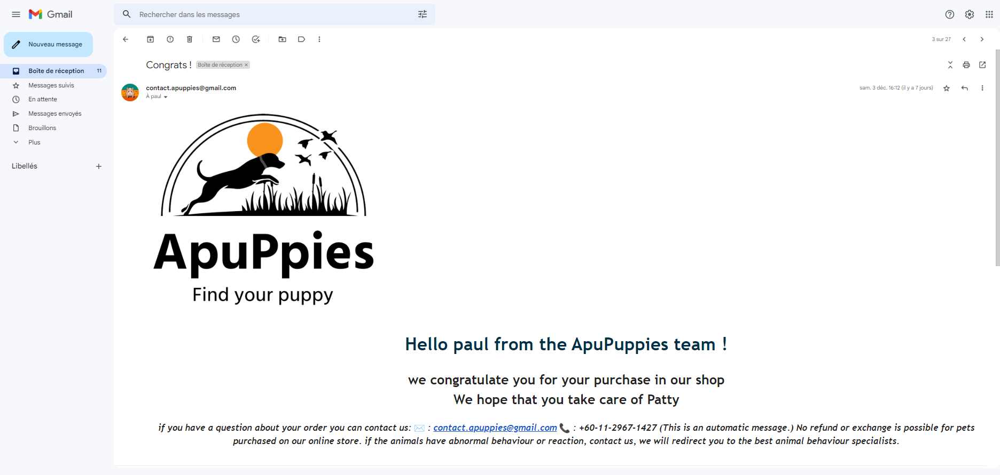 Gmail
Rechercher dans les messages
Nouveau message
3 sur 27
Boîte de réception 11
Messages suivis
En attente
Messages envoyés
Brouillons
Plus
Libellés
Congrats ! Boîte de réception ×
contact.apuppies@gmail.com
sam. 3 déc. 16:12 (il y a 7 jours)
À paul
ApuPpies
Find your puppy
Hello paul from the ApuPuppies team !
we congratulate you for your purchase in our shop
We hope that you take care of Patty
if you have a question about your order you can contact us: ✉️ : contact.apuppies@gmail.com 📞 : +60-11-2967-1427 (This is an automatic message.) No refund or exchange is possible for pets
purchased on our online store. if the animals have abnormal behaviour or reaction, contact us, we will redirect you to the best animal behaviour specialists.